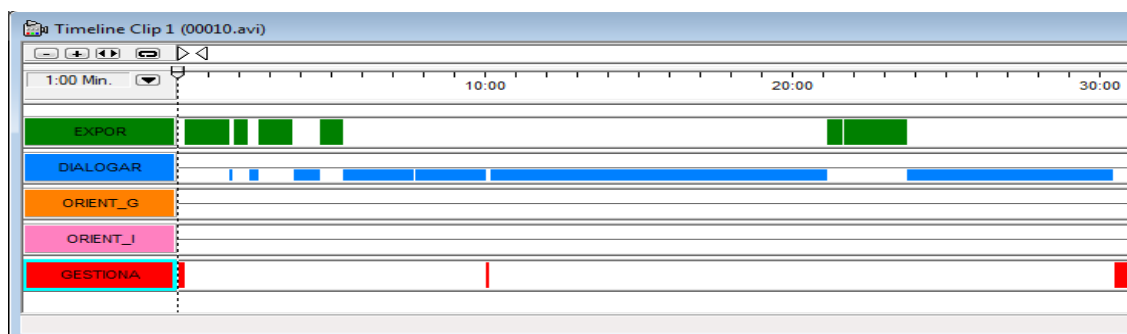 Timeline Clip 1 (00010.avi)
1:00 Min.
10:00 20:00 30:00
EXPOR
DIALOGAR
ORIENT_G
ORIENT_I
GESTIONA